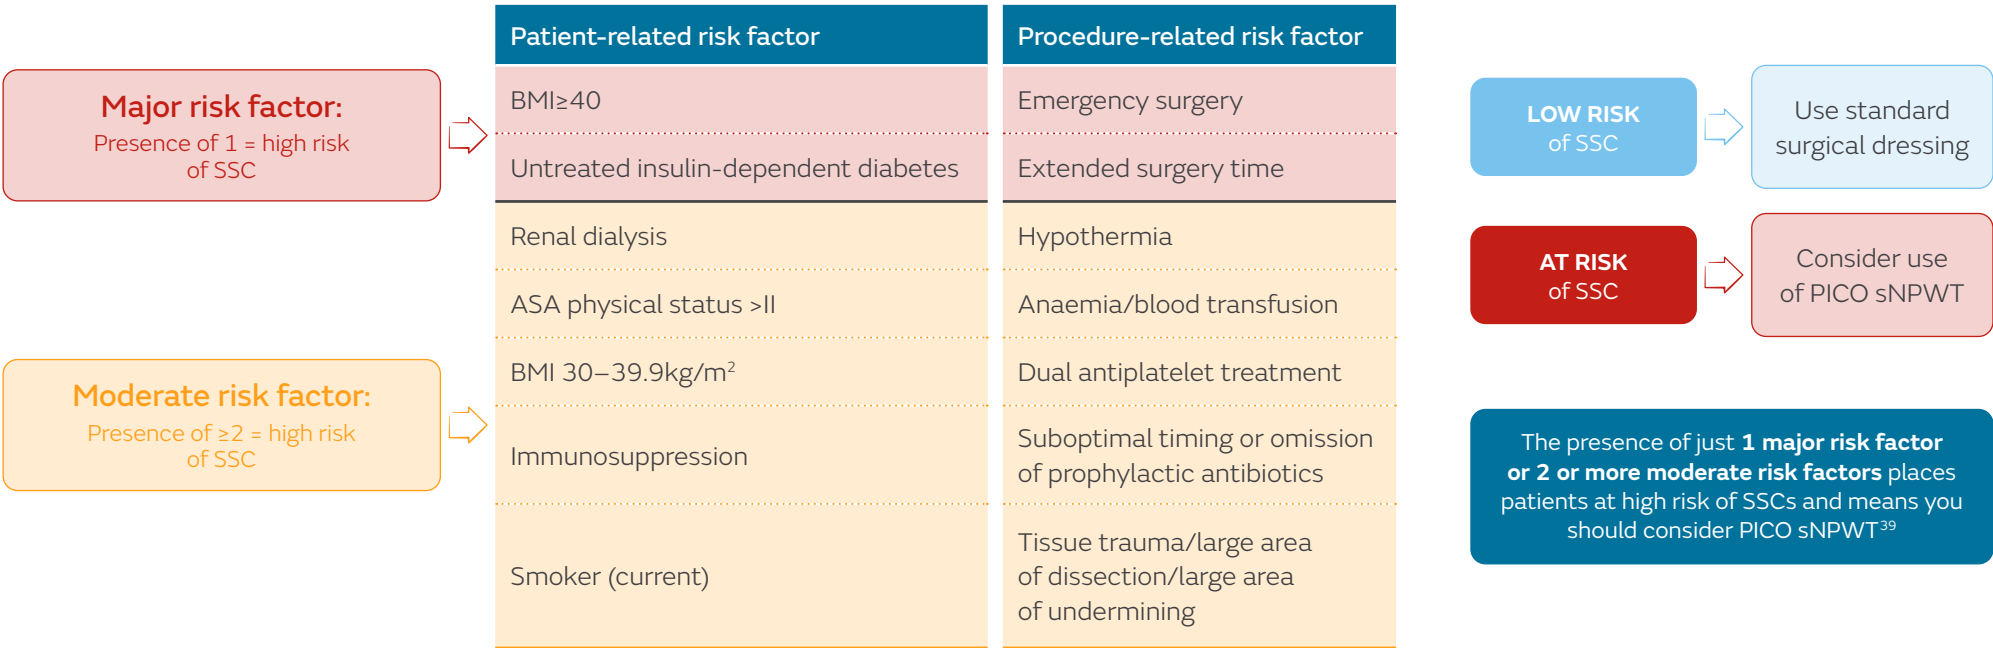 Major risk factor:
Presence of 1 = high risk
of SSC
Moderate risk factor:
Presence of ≥2 = high risk
of SSC
Patient-related risk factor
Procedure-related risk factor
BMI≥40
Emergency surgery
Untreated insulin-dependent diabetes
Extended surgery time
Renal dialysis
Hypothermia
ASA physical status >II
Anaemia/blood transfusion
BMI 30–39.9kg/m²
Dual antiplatelet treatment
Immunosuppression
Suboptimal timing or omission
of prophylactic antibiotics
Smoker (current)
Tissue trauma/large area
of dissection/large area
of undermining
LOW RISK
of SSC
Use standard
surgical dressing
AT RISK
of SSC
Consider use
of PICO sNPWT
The presence of just 1 major risk factor
or 2 or more moderate risk factors places
patients at high risk of SSCs and means you
should consider PICO sNPWT³⁹